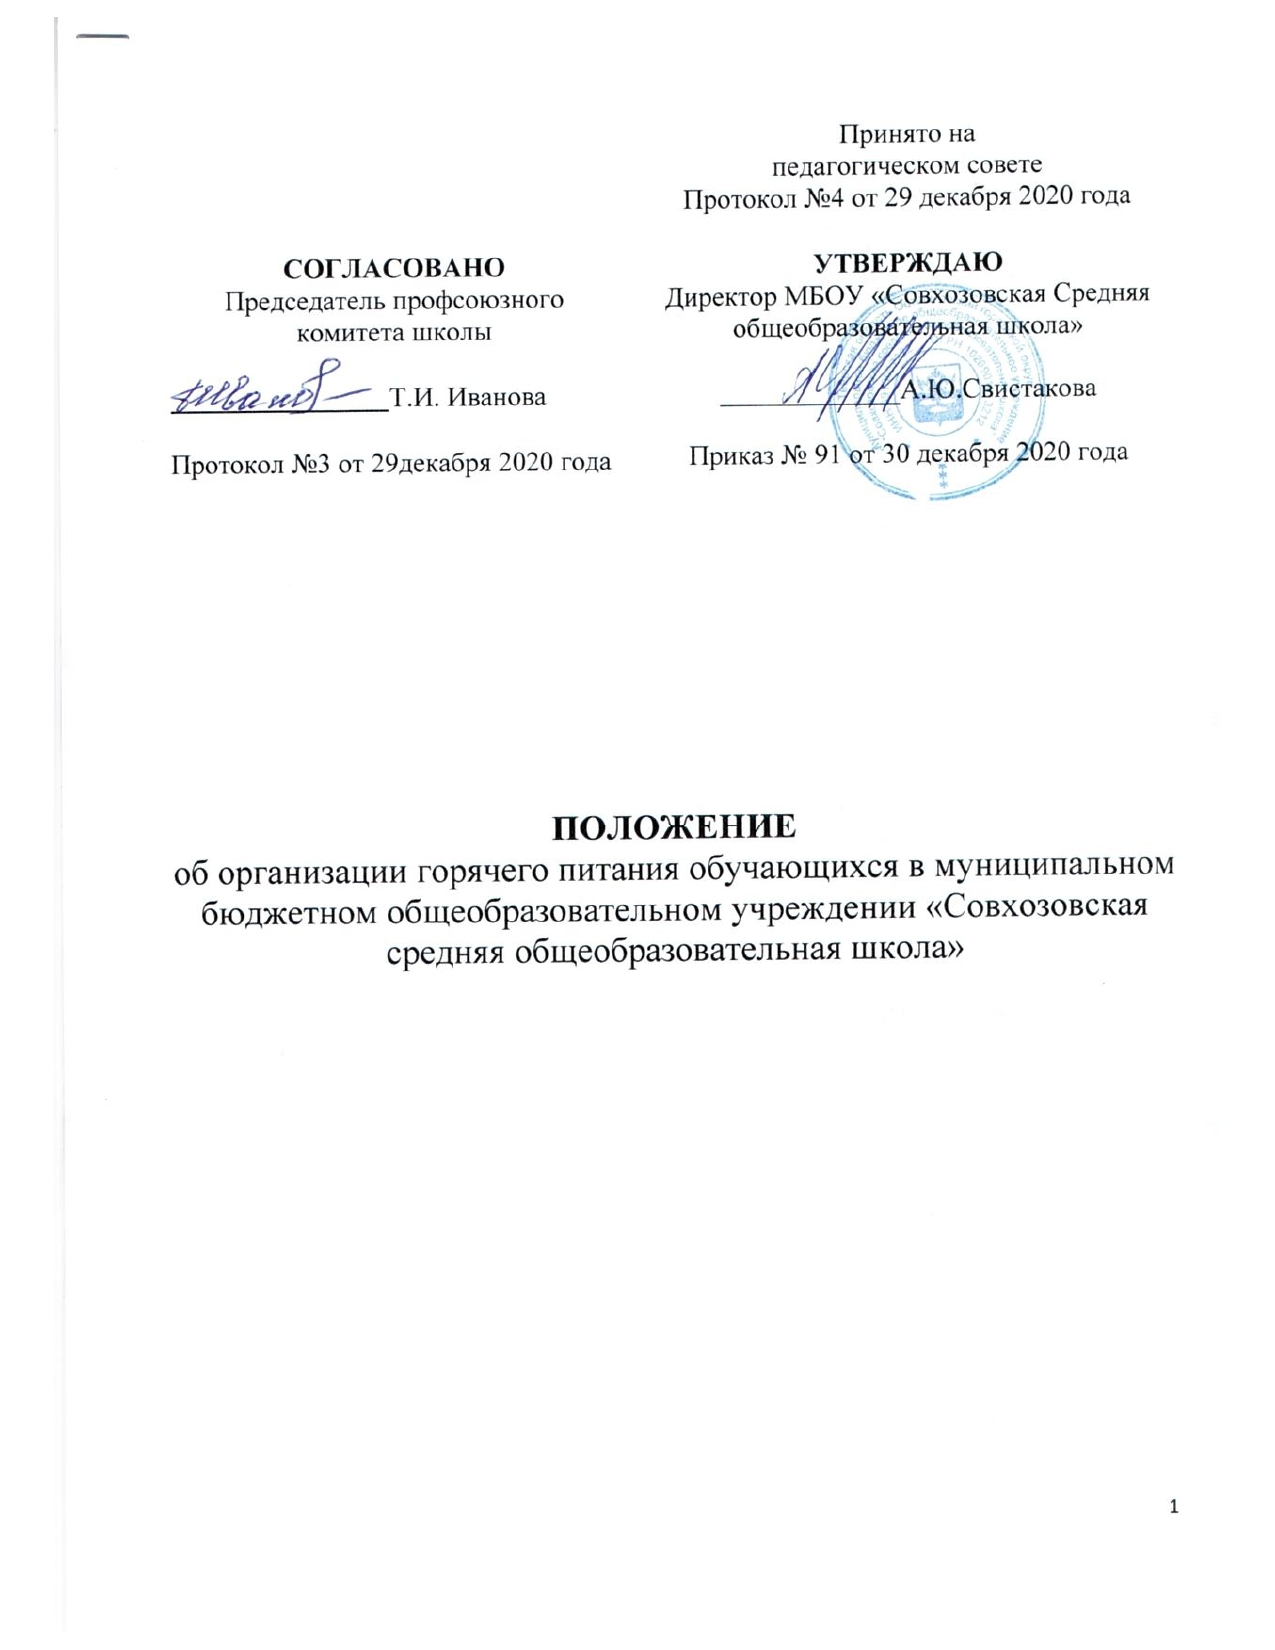 Принято на
педагогическом совете
Протокол №4 от 29 декабря 2020 года
СОГЛАСОВАНО
Председатель профсоюзного
комитета школы
Т.И. Иванова
Протокол №3 от 29декабря 2020 года
УТВЕРЖДАЮ
Директор МБОУ «Совхозовская Средняя
общеобразовательная школа»
А.Ю.Свистакова
Приказ № 91 от 30 декабря 2020 года
ПОЛОЖЕНИЕ
об организации горячего питания обучающихся в муниципальном
бюджетном общеобразовательном учреждении «Совхозовская
средняя общеобразовательная школа»
1